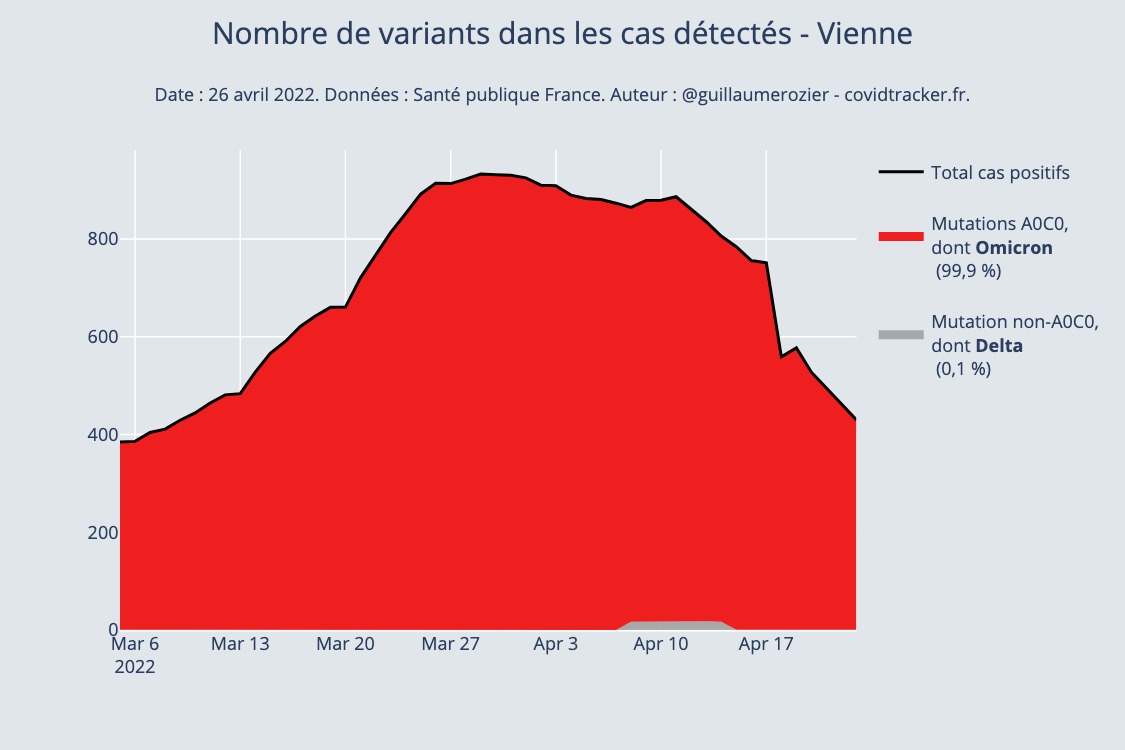 Nombre de variants dans les cas détectés - Vienne
Date : 26 avril 2022. Données : Santé publique France. Auteur : @guillaumerozier - covidtracker.fr.
Total cas positifs
Mutations A0C0,
dont Omicron
(99,9 %)
Mutation non-A0C0,
dont Delta
(0,1 %)
800
600
400
200
0
Mar 6 Mar 13 Mar 20 Mar 27 Apr 3 Apr 10 Apr 17
2022